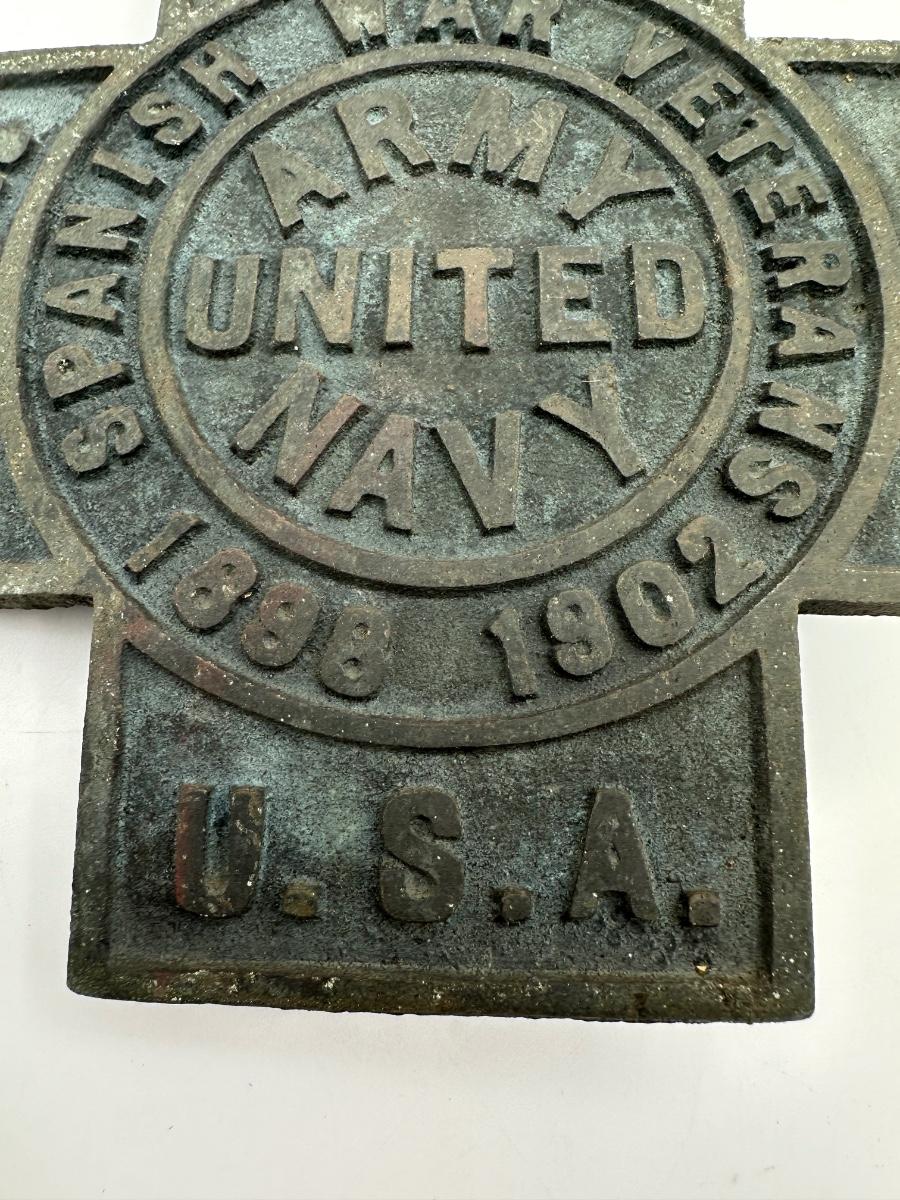 SPANISH WAR VETERANS
ARMY
UNITED
NAVY
1898 1902
U.S.A.